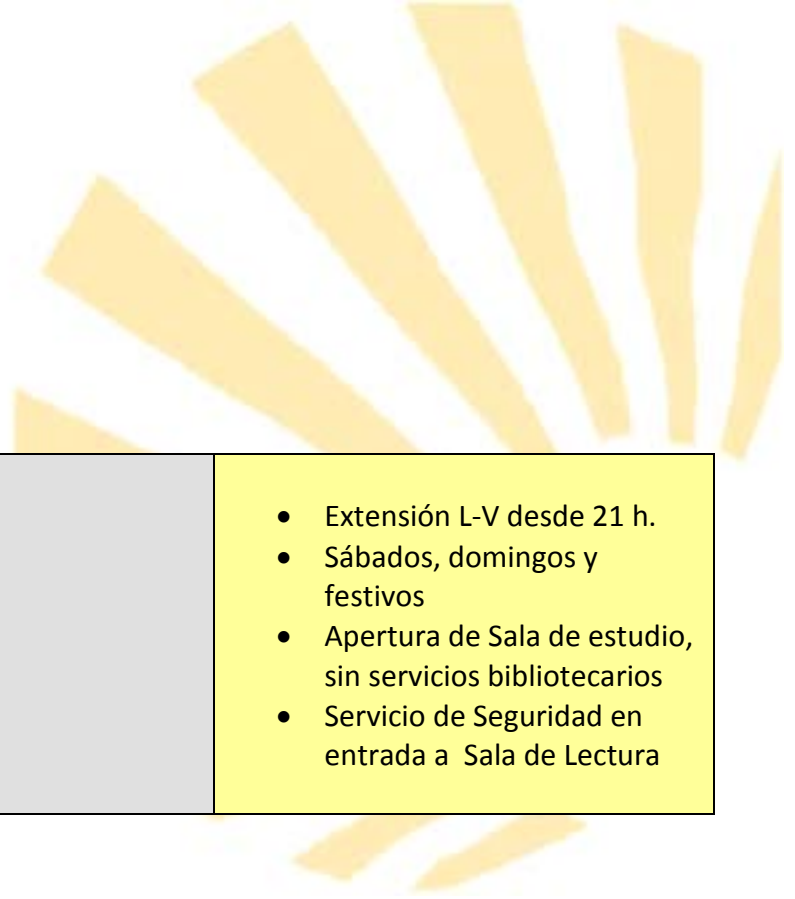 • Extensión L-V desde 21 h.
• Sábados, domingos y
festivos
• Apertura de Sala de estudio,
sin servicios bibliotecarios
• Servicio de Seguridad en
entrada a  Sala de Lectura